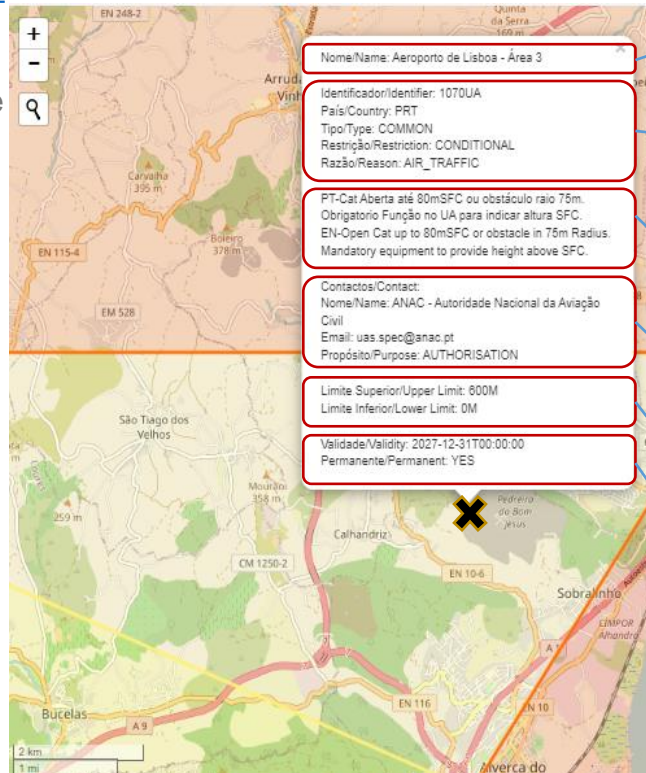 EN 248-2
Quinta
da Serra
169 m
+
−
Arruda
Vinh
Carvalha
395 m
Boleiro
378 m
EN 115-4
EM 528
×
Nome/Name: Aeroporto de Lisboa - Área 3
Identificador/Identifier: 1070UA
País/Country: PRT
Tipo/Type: COMMON
Restrição/Restriction: CONDITIONAL
Razão/Reason: AIR_TRAFFIC
PT-Cat Aberta até 80mSFC ou obstáculo raio 75m.
Obrigatorio Função no UA para indicar altura SFC.
EN-Open Cat up to 80mSFC or obstacle in 75m Radius.
Mandatory equipment to provide height above SFC.
Contactos/Contact:
Nome/Name: ANAC - Autoridade Nacional da Aviação
Civil
Email: uas.spec@anac.pt
Propósito/Purpose: AUTHORISATION
Limite Superior/Upper Limit: 600M
Limite Inferior/Lower Limit: 0M
Validade/Validity: 2027-12-31T00:00:00
Permanente/Permanent: YES
São Tiago dos
Velhos
Mourão
358 m
259 m
Loures
Pedreira
do Bom
Jesus
Calhandriz
CM 1250-2
EN 10-6
Sobralinho
CIMPOR
Alhandra
A 1
EN 116
EN 10
Bucelas
A 9
2 km
1 mi
Alverca do